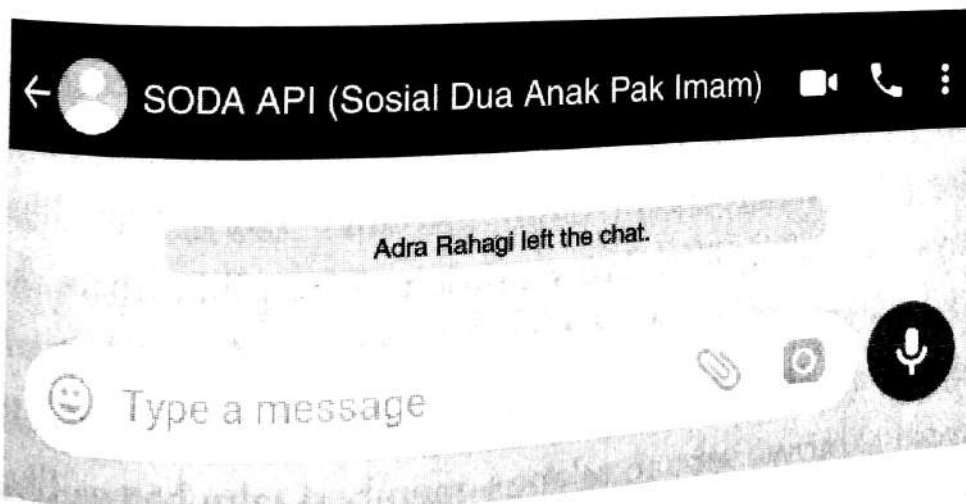 SODA API (Sosial Dua Anak Pak Imam)
Adra Rahagi left the chat.
Type a message